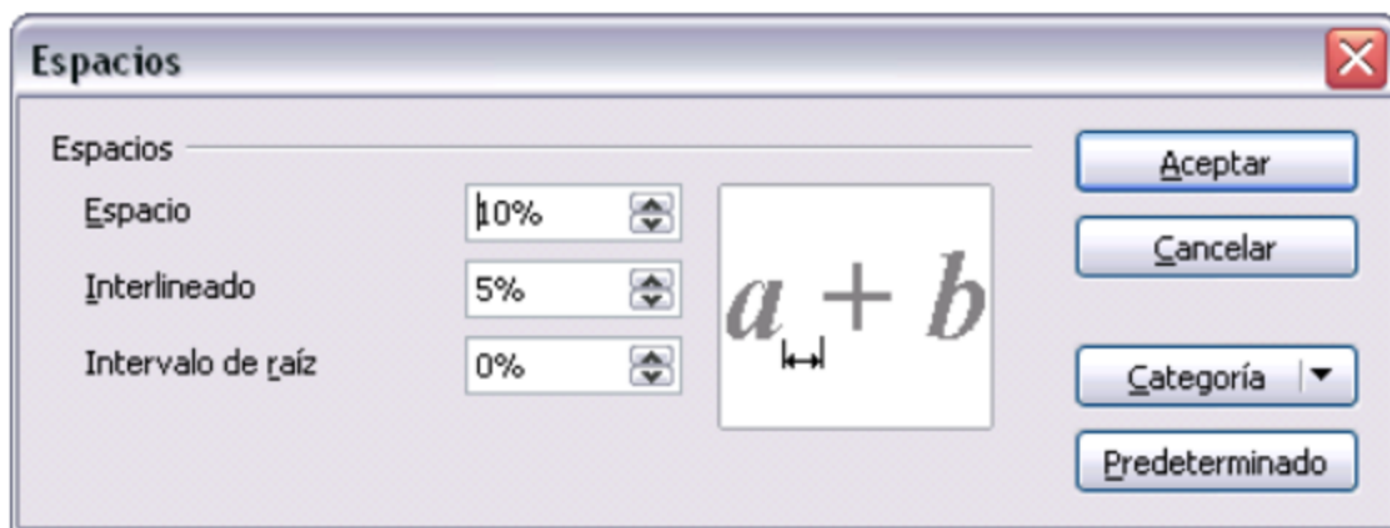 Espacios
Espacios
Espacio 10%
Interlineado 5%
Intervalo de raíz 0%
a + b
Aceptar
Cancelar
Categoría
Predeterminado